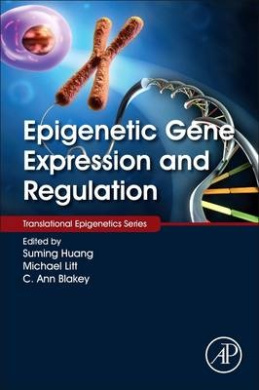 Epigenetic Gene
Expression and
Regulation
Translational Epigenetics Series
Edited by
Suming Huang
Michael Litt
C. Ann Blakey
AP